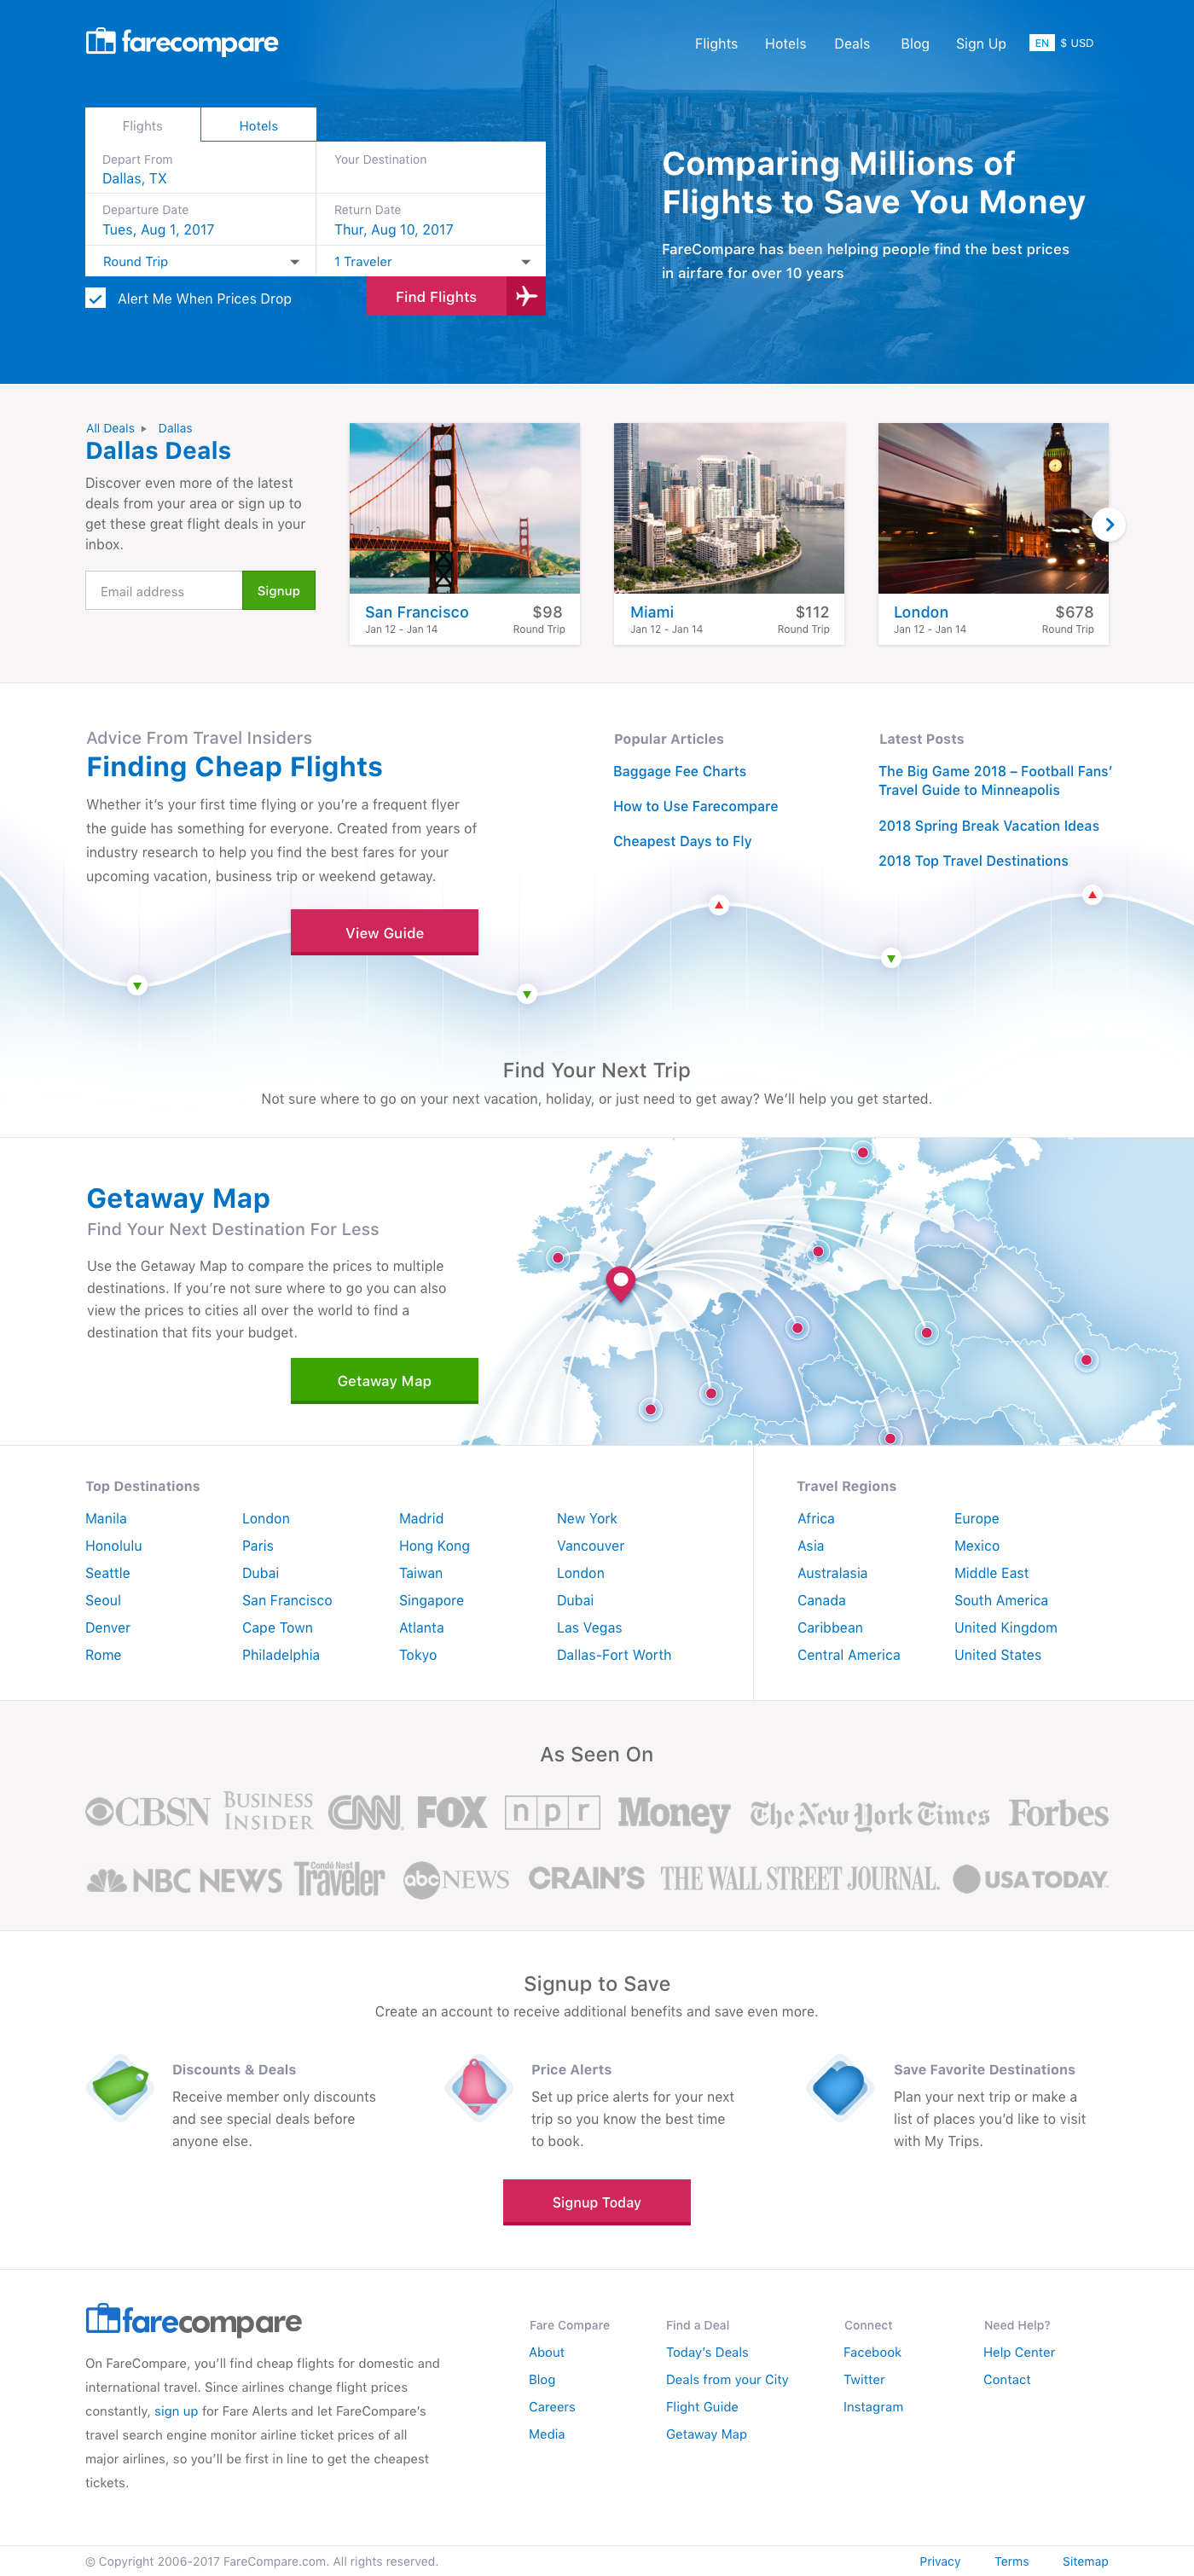 farecompare
Flights Hotels Deals Blog Sign Up EN $ USD
Flights Hotels
Depart From
Dallas, TX
Your Destination
Departure Date
Tues, Aug 1, 2017
Return Date
Thur, Aug 10, 2017
Round Trip
1 Traveler
Alert Me When Prices Drop
Find Flights
Comparing Millions of
Flights to Save You Money
FareCompare has been helping people find the best prices
in airfare for over 10 years
All Deals Dallas
Dallas Deals
Discover even more of the latest
deals from your area or sign up to
get these great flight deals in your
inbox.
Email address Signup
San Francisco $98
Jan 12 - Jan 14 Round Trip
Miami $112
Jan 12 - Jan 14 Round Trip
London $678
Jan 12 - Jan 14 Round Trip
Advice From Travel Insiders
Finding Cheap Flights
Whether it’s your first time flying or you’re a frequent flyer
the guide has something for everyone. Created from years of
industry research to help you find the best fares for your
upcoming vacation, business trip or weekend getaway.
View Guide
Popular Articles
Baggage Fee Charts
How to Use Farecompare
Cheapest Days to Fly
Latest Posts
The Big Game 2018 – Football Fans’
Travel Guide to Minneapolis
2018 Spring Break Vacation Ideas
2018 Top Travel Destinations
Find Your Next Trip
Not sure where to go on your next vacation, holiday, or just need to get away? We’ll help you get started.
Getaway Map
Find Your Next Destination For Less
Use the Getaway Map to compare the prices to multiple
destinations. If you’re not sure where to go you can also
view the prices to cities all over the world to find a
destination that fits your budget.
Getaway Map
Top Destinations
Manila London Madrid New York
Honolulu Paris Hong Kong Vancouver
Seattle Dubai Taiwan London
Seoul San Francisco Singapore Dubai
Denver Cape Town Atlanta Las Vegas
Rome Philadelphia Tokyo Dallas-Fort Worth
Travel Regions
Africa Europe
Asia Mexico
Australasia Middle East
Canada South America
Caribbean United Kingdom
Central America United States
As Seen On
CBSN BUSINESS INSIDER CNN FOX npr Money The New York Times Forbes
NBC NEWS Condé Nast Traveler abc NEWS CRAIN'S THE WALL STREET JOURNAL. USA TODAY
Signup to Save
Create an account to receive additional benefits and save even more.
Discounts & Deals
Receive member only discounts
and see special deals before
anyone else.
Price Alerts
Set up price alerts for your next
trip so you know the best time
to book.
Save Favorite Destinations
Plan your next trip or make a
list of places you’d like to visit
with My Trips.
Signup Today
farecompare
On FareCompare, you’ll find cheap flights for domestic and
international travel. Since airlines change flight prices
constantly, sign up for Fare Alerts and let FareCompare’s
travel search engine monitor airline ticket prices of all
major airlines, so you’ll be first in line to get the cheapest
tickets.
Fare Compare
About
Blog
Careers
Media
Find a Deal
Today’s Deals
Deals from your City
Flight Guide
Getaway Map
Connect
Facebook
Twitter
Instagram
Need Help?
Help Center
Contact
© Copyright 2006-2017 FareCompare.com. All rights reserved.
Privacy Terms Sitemap